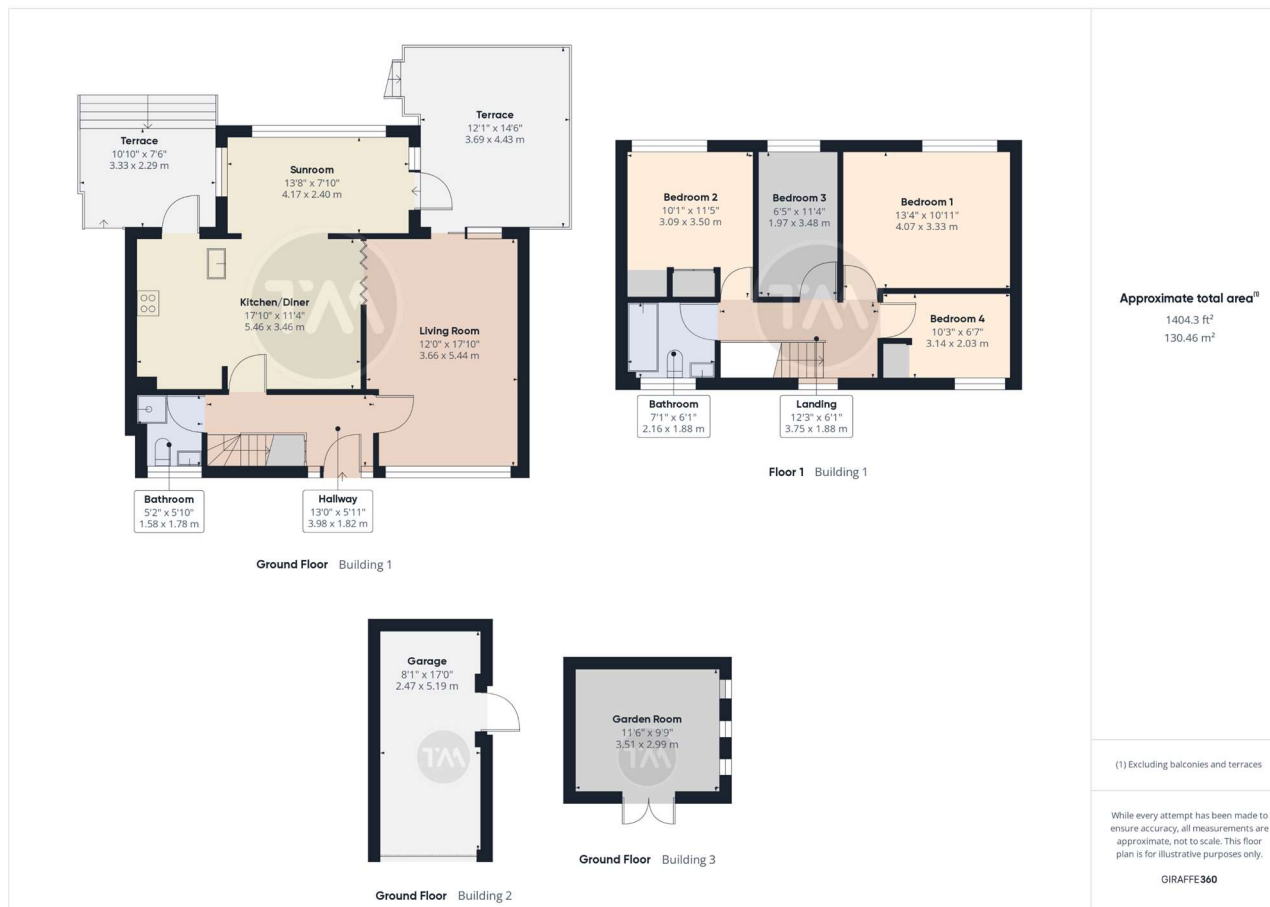 Terrace
10'10" x 7'6"
3.33 x 2.29 m
Terrace
12'1" x 14'6"
3.69 x 4.43 m
Sunroom
13'8" x 7'10"
4.17 x 2.40 m
Kitchen/Diner
17'10" x 11'4"
5.46 x 3.46 m
Living Room
12'0" x 17'10"
3.66 x 5.44 m
Bathroom
5'2" x 5'10"
1.58 x 1.78 m
Hallway
13'0" x 5'11"
3.98 x 1.82 m
Ground Floor Building 1
Bedroom 2
10'1" x 11'5"
3.09 x 3.50 m
Bedroom 3
6'5" x 11'4"
1.97 x 3.48 m
Bedroom 1
13'4" x 10'11"
4.07 x 3.33 m
Bedroom 4
10'3" x 6'7"
3.14 x 2.03 m
Bathroom
7'1" x 6'1"
2.16 x 1.88 m
Landing
12'3" x 6'1"
3.75 x 1.88 m
Floor 1 Building 1
Garage
8'1" x 17'0"
2.47 x 5.19 m
Ground Floor Building 2
Garden Room
11'6" x 9'9"
3.51 x 2.99 m
Ground Floor Building 3
Approximate total area(1)
1404.3 ft²
130.46 m²
(1) Excluding balconies and terraces
While every attempt has been made to
ensure accuracy, all measurements are
approximate, not to scale. This floor
plan is for illustrative purposes only.
GIRAFFE360